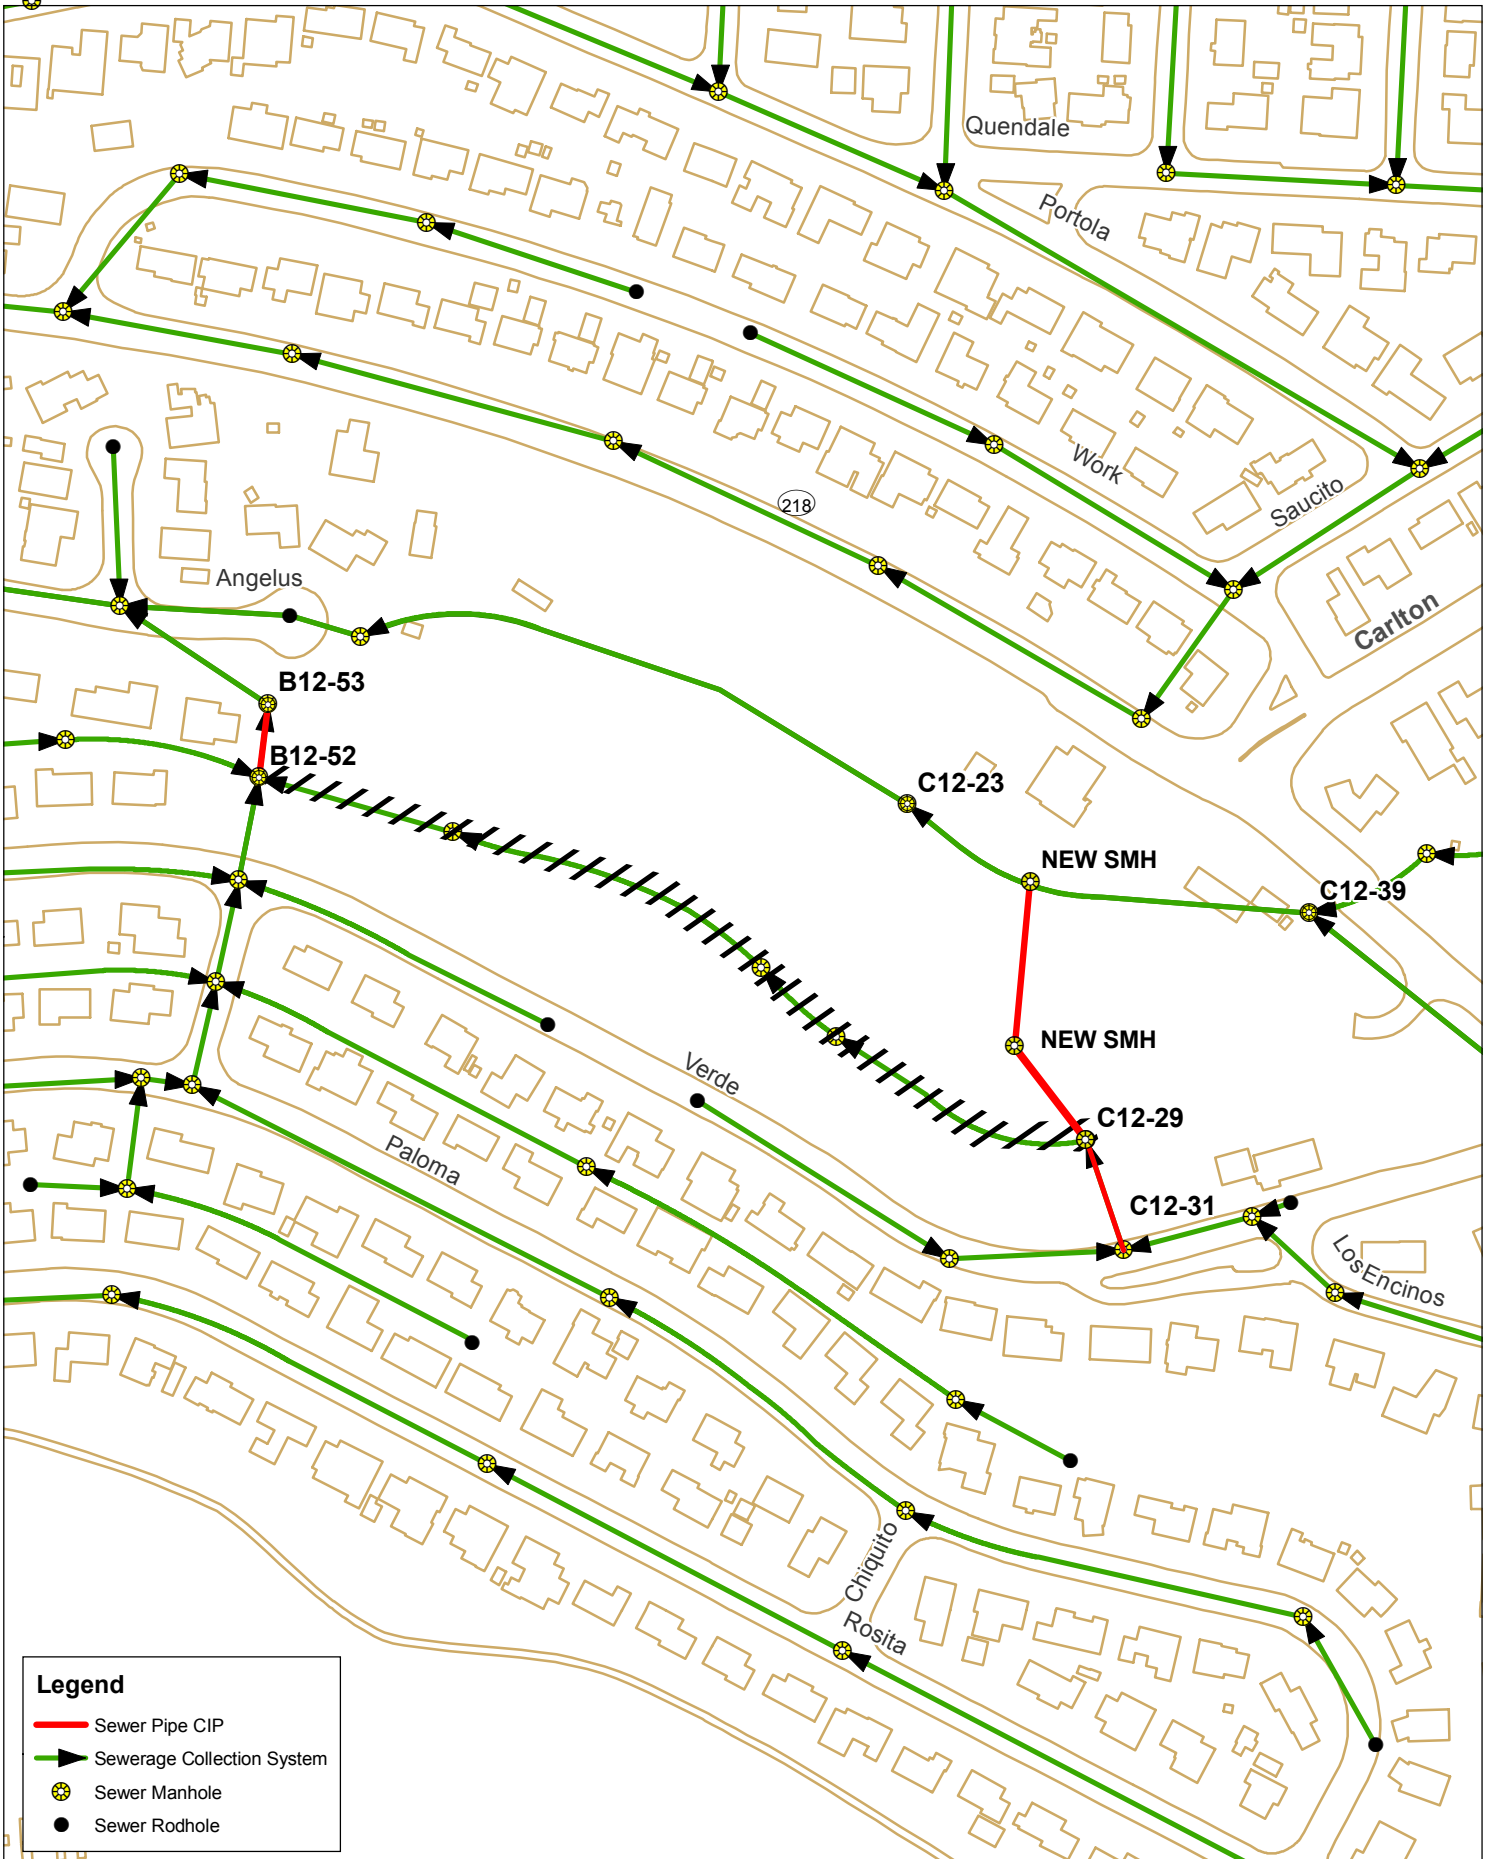 Quendale
Portola
Work
Saucito
218
Angelus
Carlton
B12-53
B12-52
C12-23
NEW SMH
C12-39
NEW SMH
Verde
C12-29
Paloma
C12-31
LosEncinos
Chiquito
Rosita
Legend
Sewer Pipe CIP
Sewerage Collection System
Sewer Manhole
Sewer Rodhole